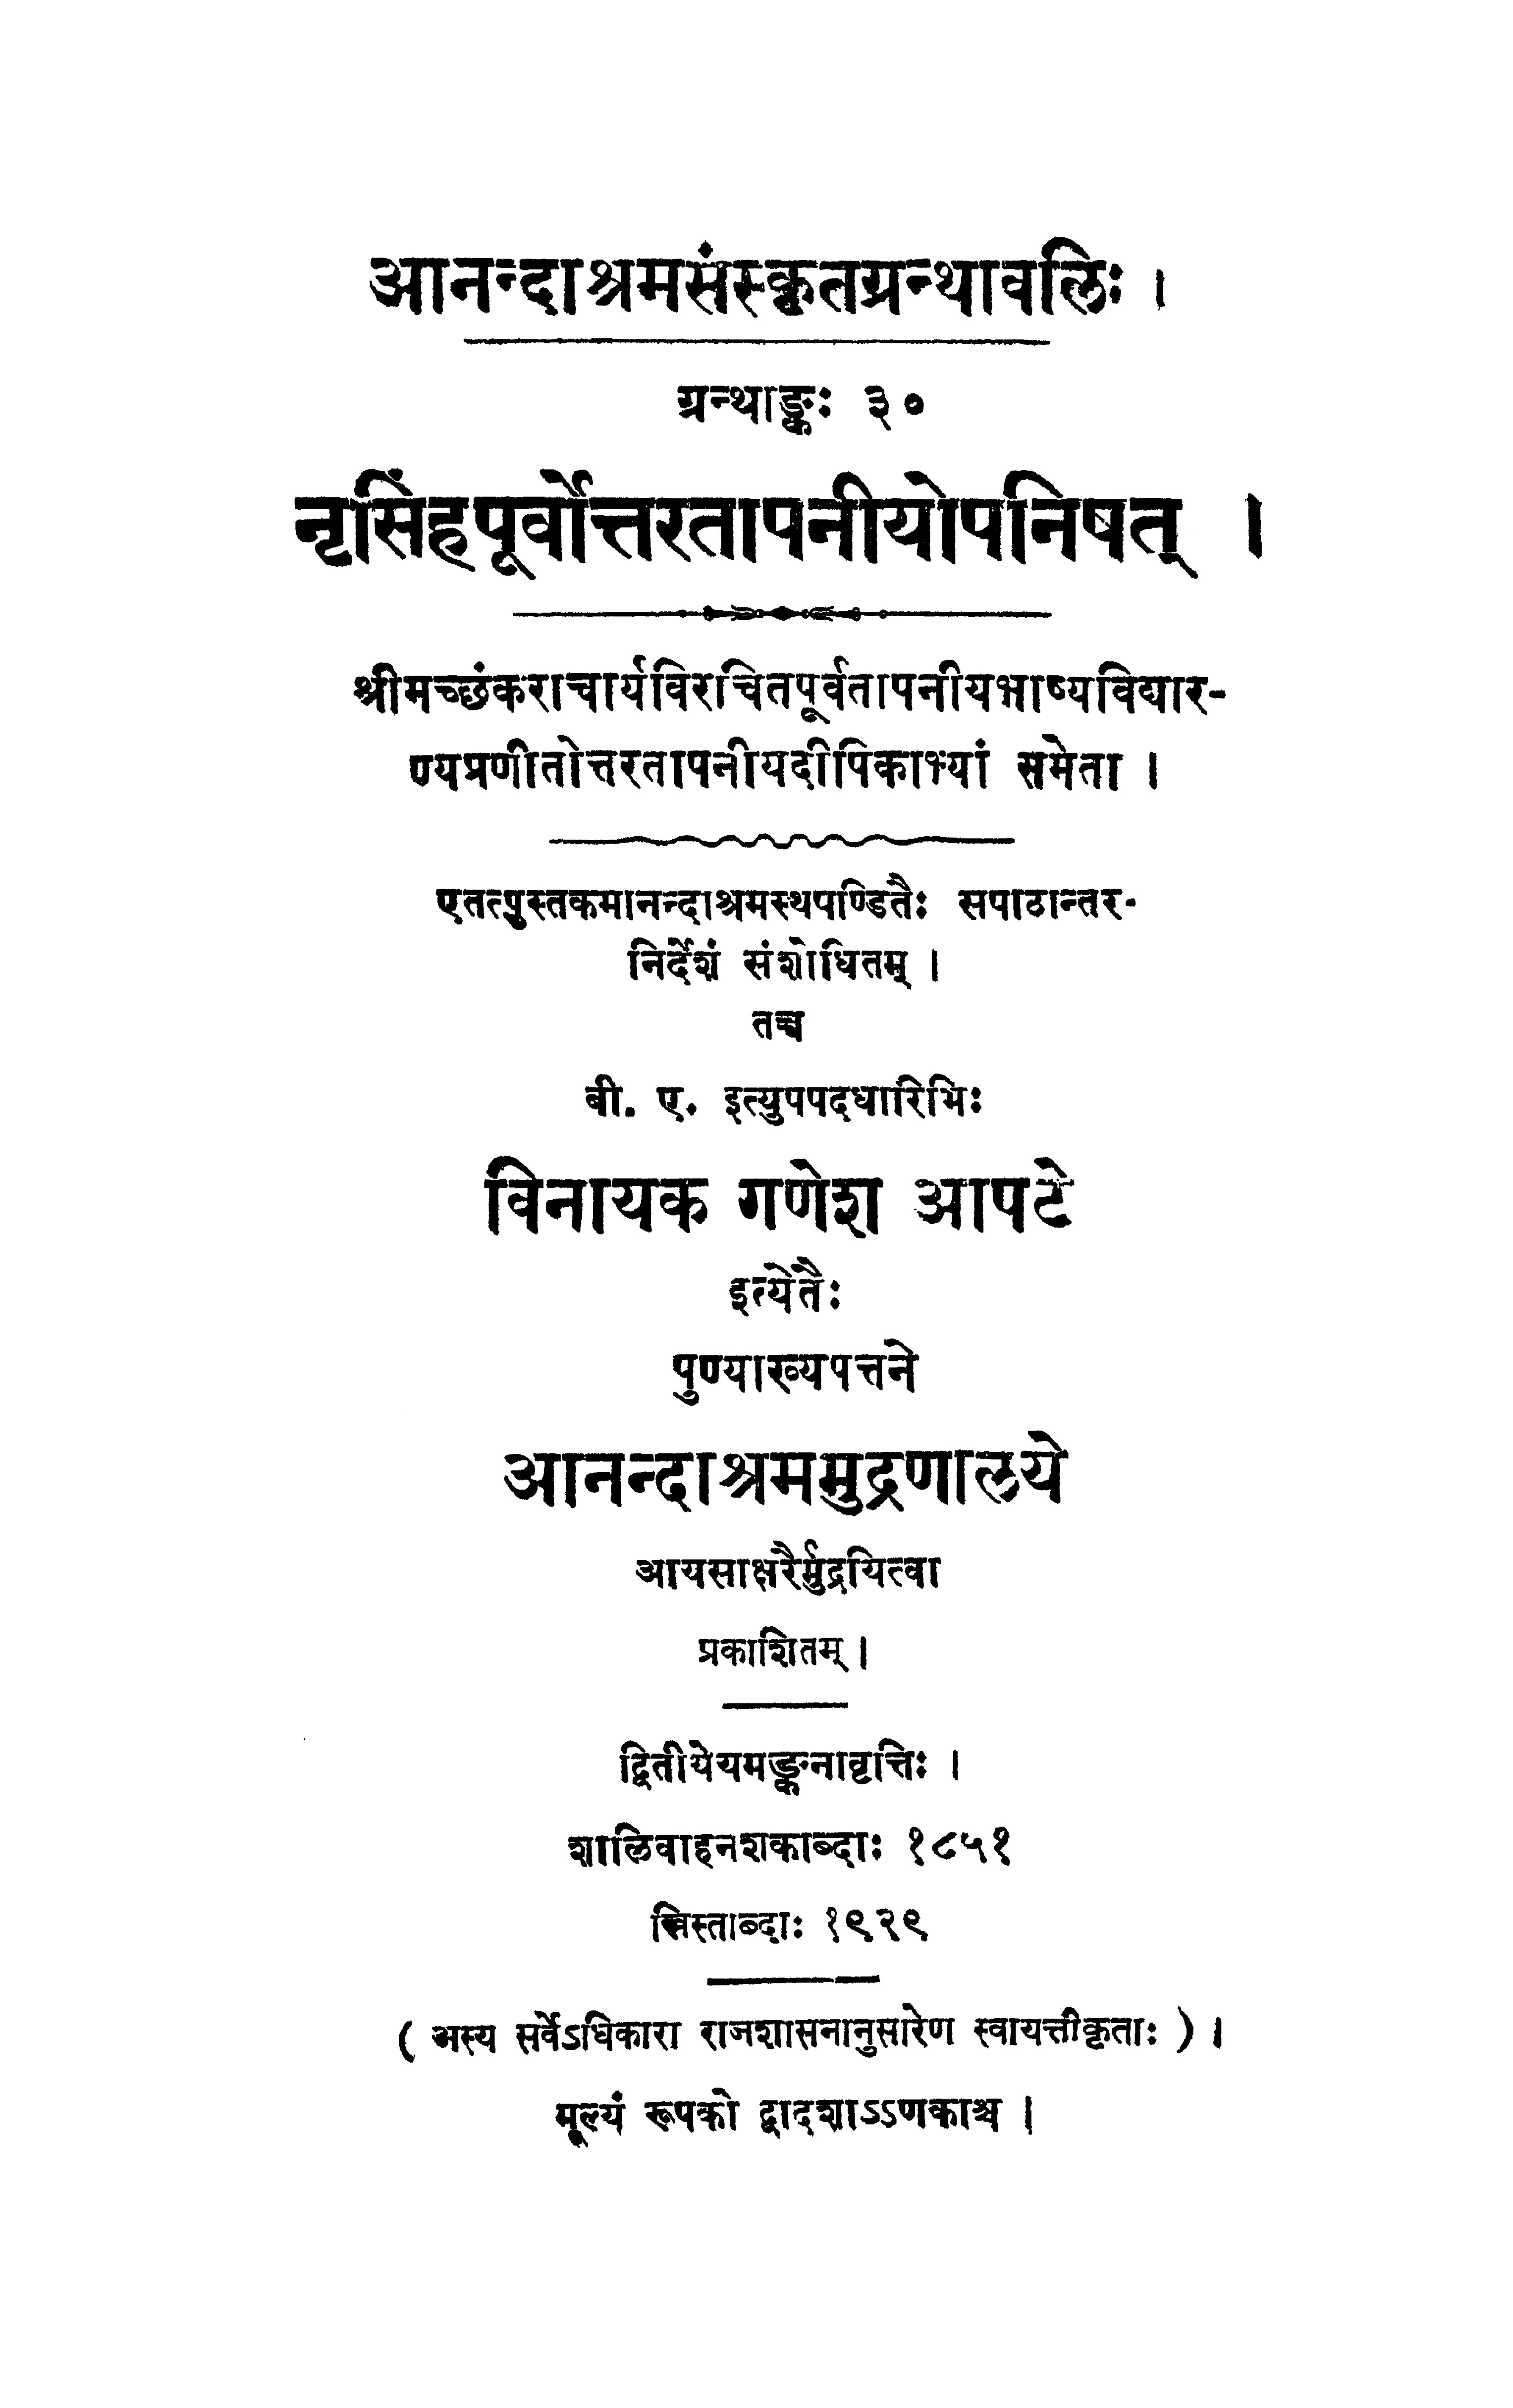 आनन्दाश्रमसंस्कृतग्रन्थावलिः ।
ग्रन्थाङ्कः ३०
नृसिंहपूर्वोत्तरतापनीयोपनिषत् ।
श्रीमच्छंकराचार्यविरचितपूर्वतापनीयभाष्यविद्यार-
ण्यप्रणीतोत्तरतापनीयदीपिकाभ्यां समेता ।
एतत्पुस्तकमानन्दाश्रमस्थपण्डितैः सपाठान्तर-
निर्देशं संशोधितम् ।
तच्च
बी. ए. इत्युपपदधारिभिः
विनायक गणेश आपटे
इत्येतैः
पुण्याख्यपत्तने
आनन्दाश्रममुद्रणालये
आयसाक्षरैर्मुद्रयित्वा
प्रकाशितम् ।
द्वितीयेयमङ्कनावृत्तिः ।
शालिवाहनशकाब्दाः १८५१
ख्रिस्ताब्दाः १९२९
( अस्य सर्वेऽधिकारा राजशासनानुसारेण स्वायत्तीकृताः ) ।
मूल्यं रूपको द्वादशाऽऽणकाश्च ।